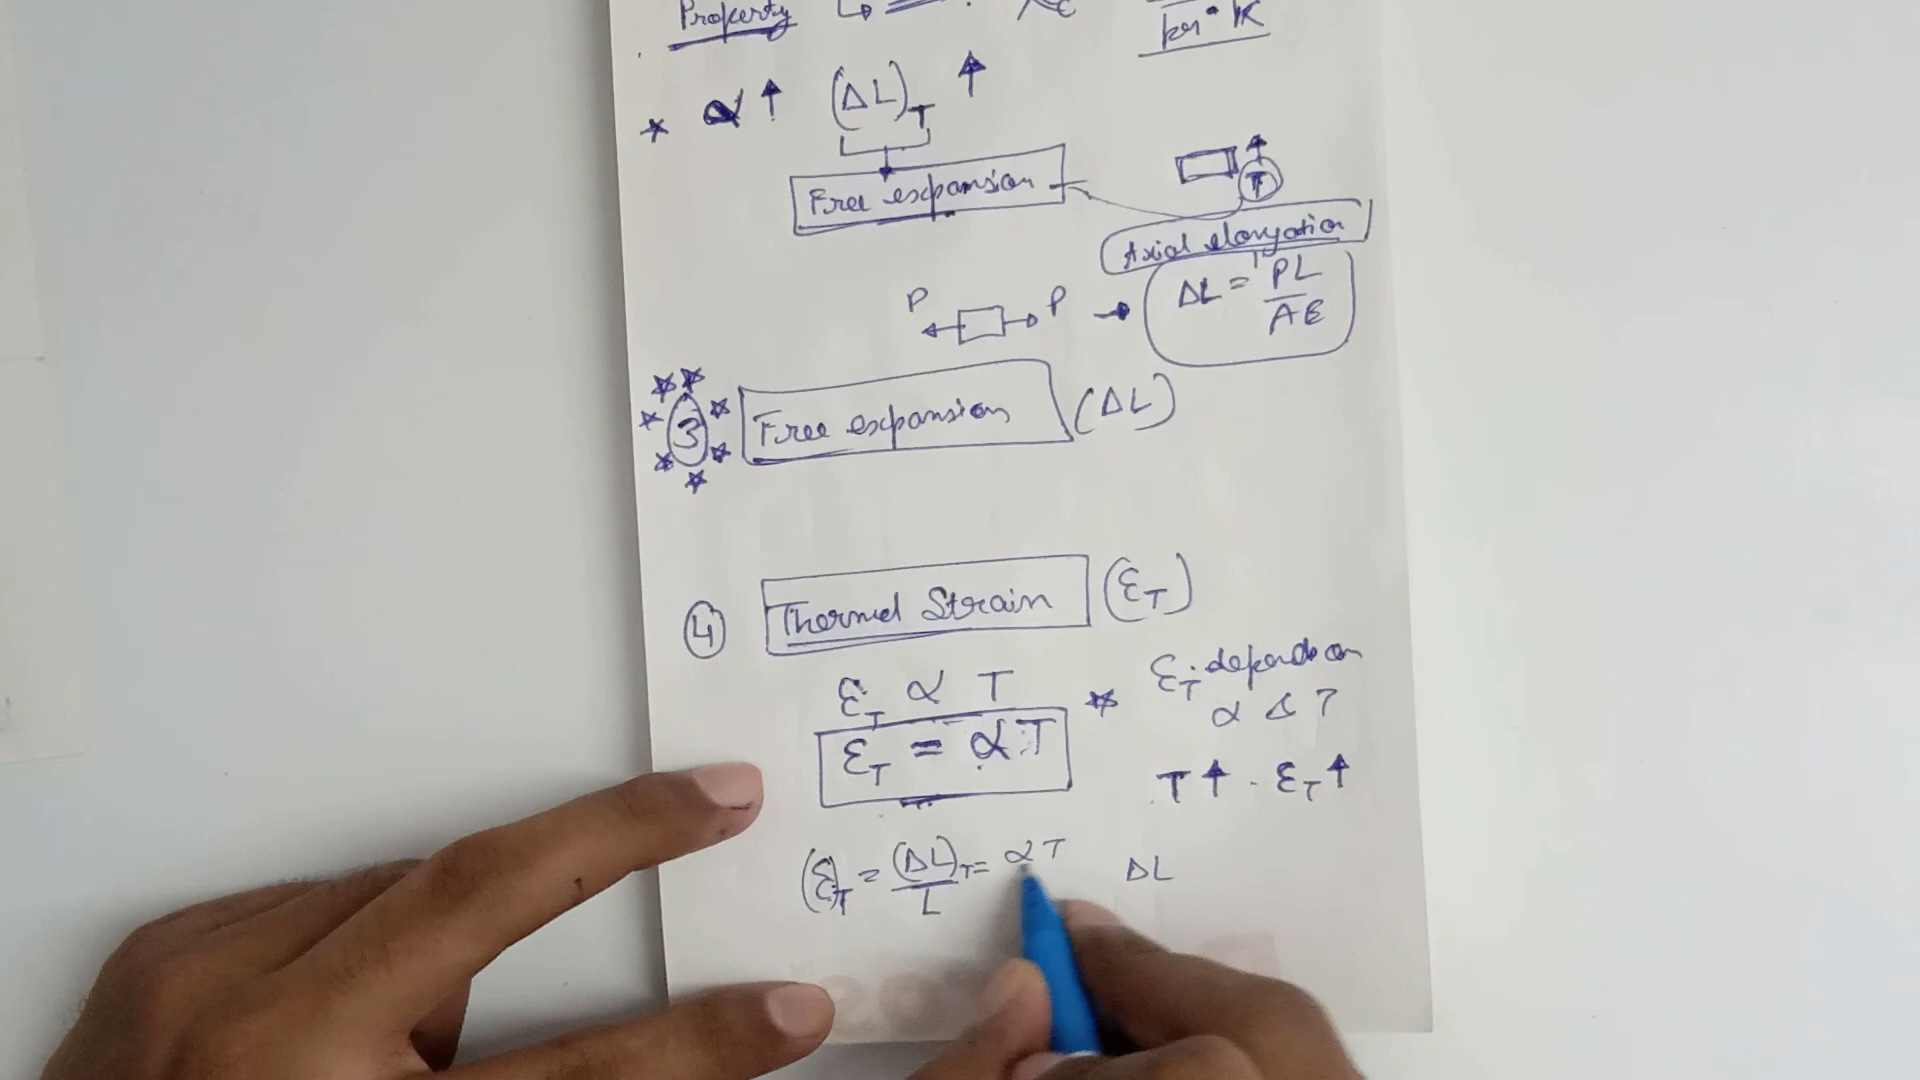 Property
km · K
* α ↑ (ΔL)T ↑
Free expansion
T
Axial elongation
P P → ΔL = PL/AE
3 Free expansion (ΔL)
4 Thermal Strain (εT)
εT α T
* εT depends on
α & T
εT = αT
T ↑ εT ↑
(ε)T = (ΔL)T/L = αT ΔL